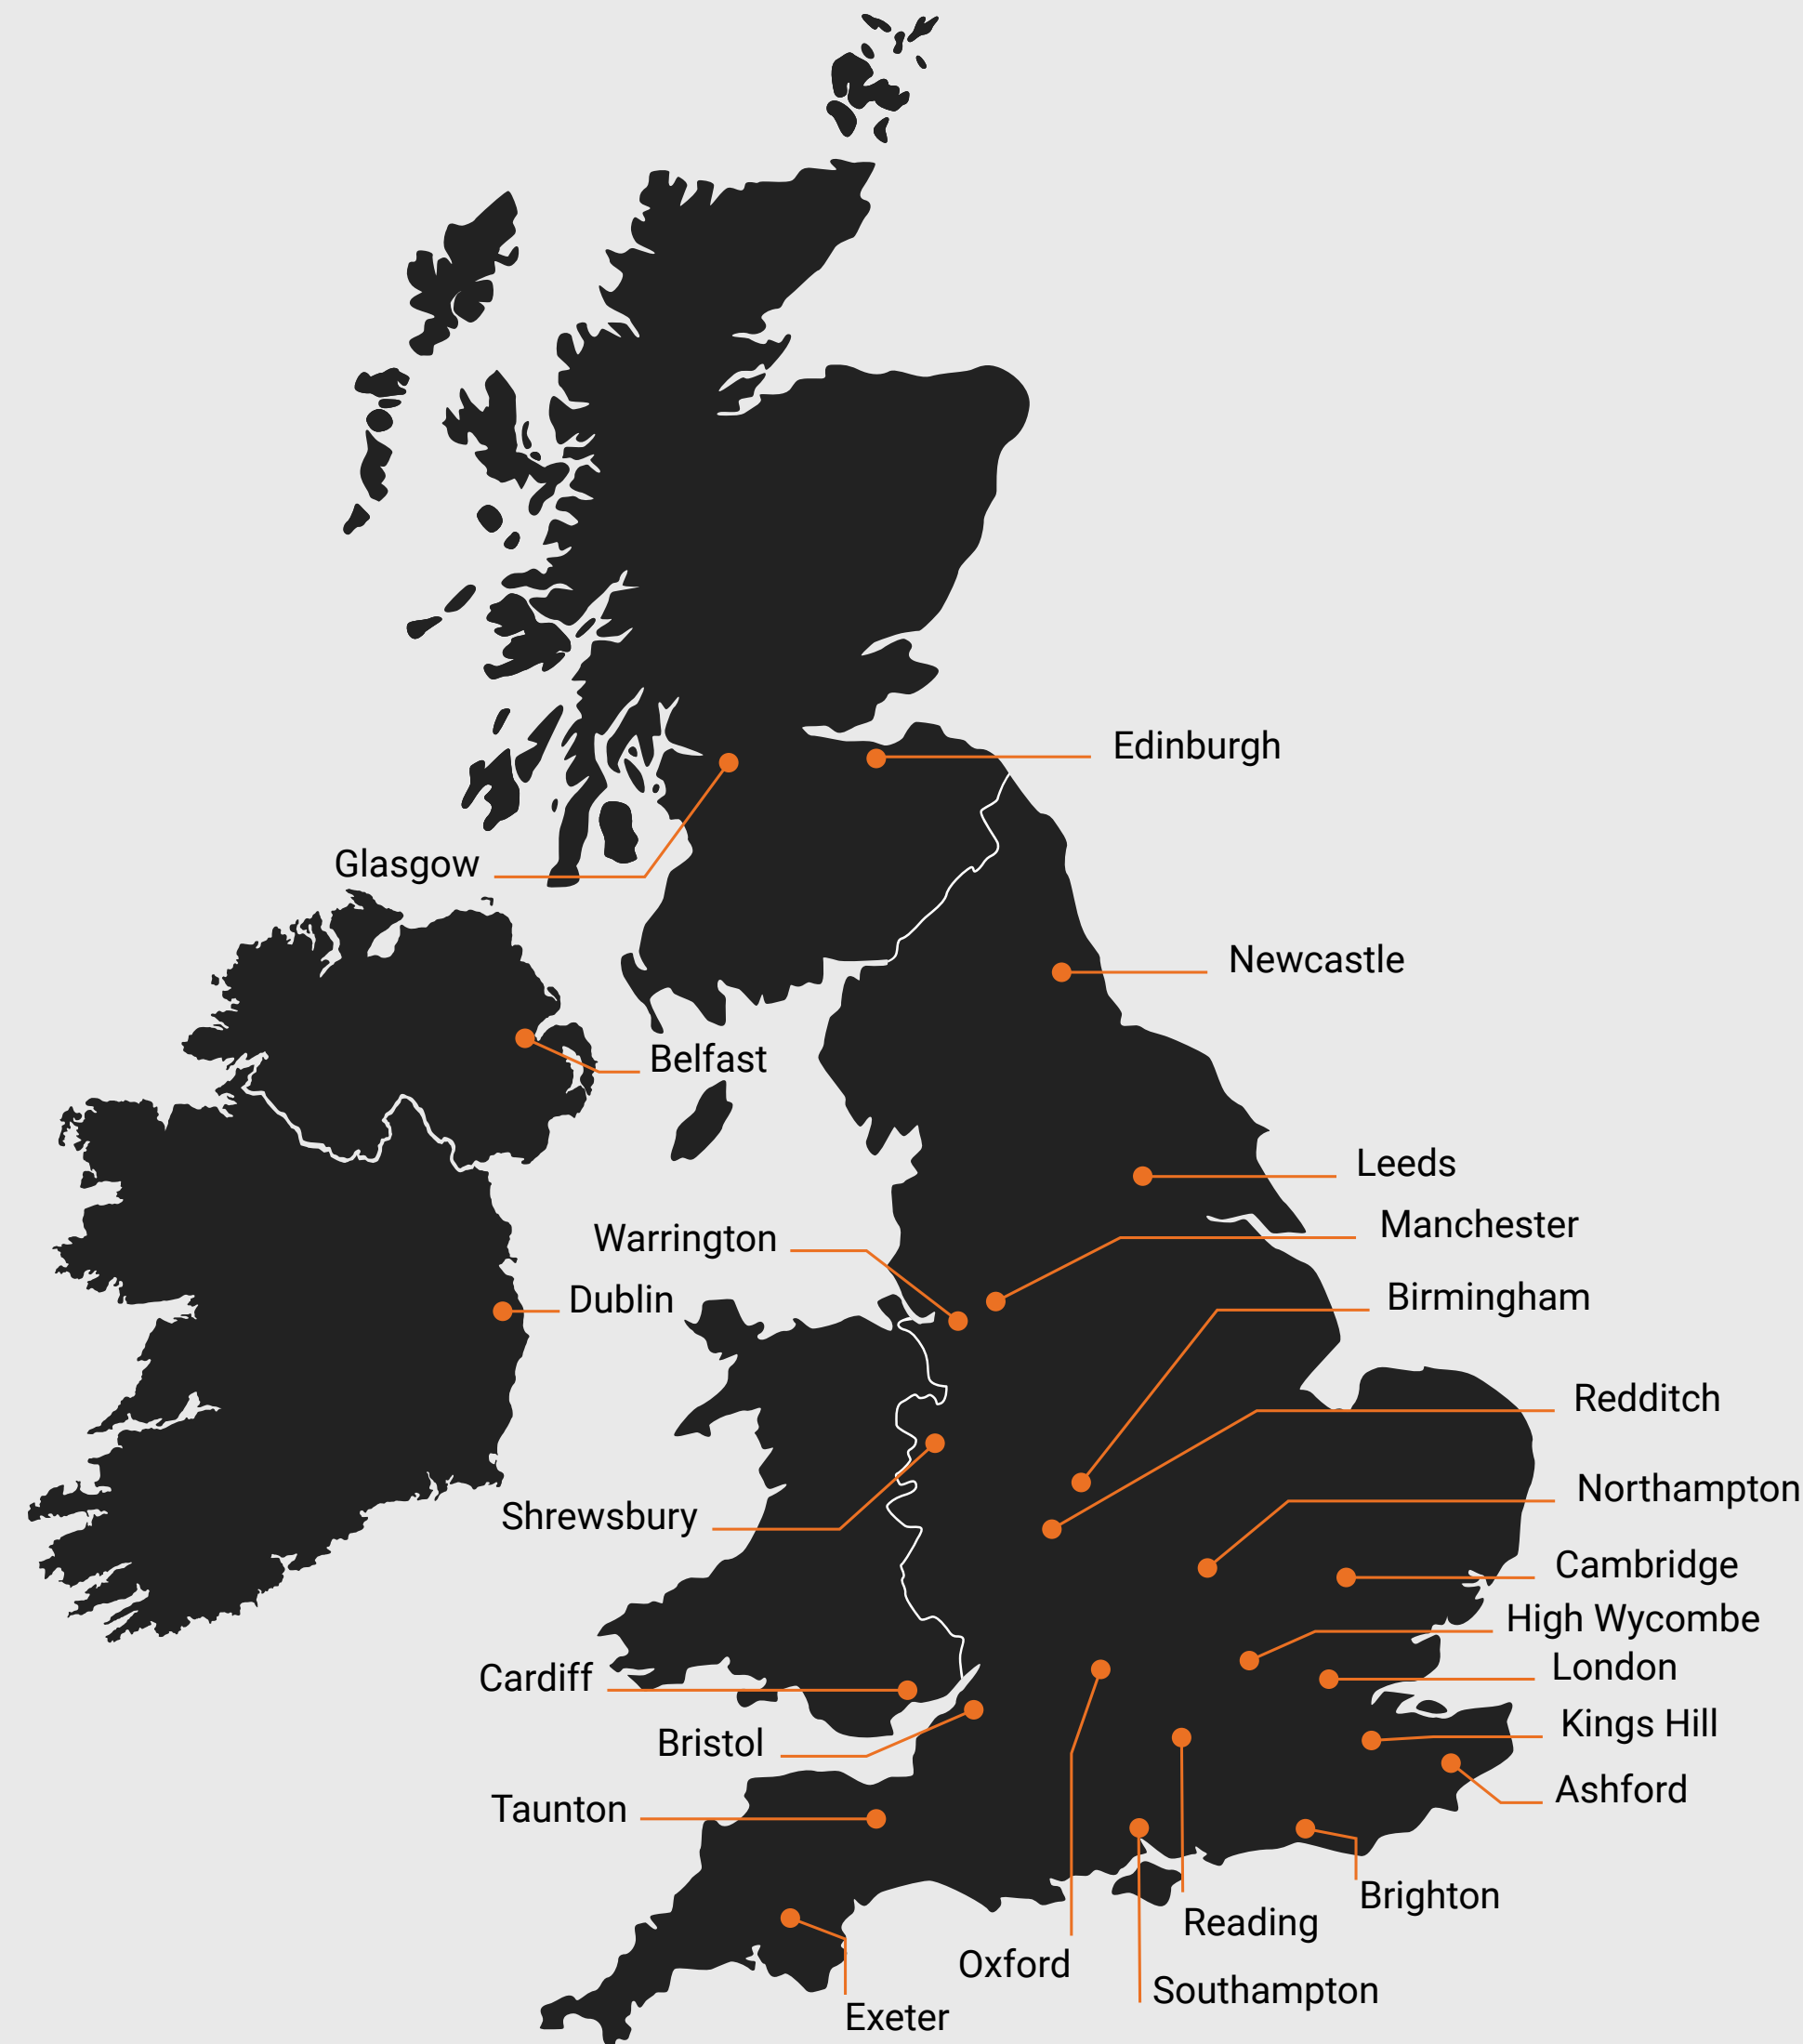 Edinburgh
Glasgow
Newcastle
Belfast
Leeds
Manchester
Warrington
Birmingham
Dublin
Redditch
Northampton
Shrewsbury
Cambridge
High Wycombe
London
Cardiff
Kings Hill
Bristol
Ashford
Taunton
Brighton
Reading
Oxford
Southampton
Exeter